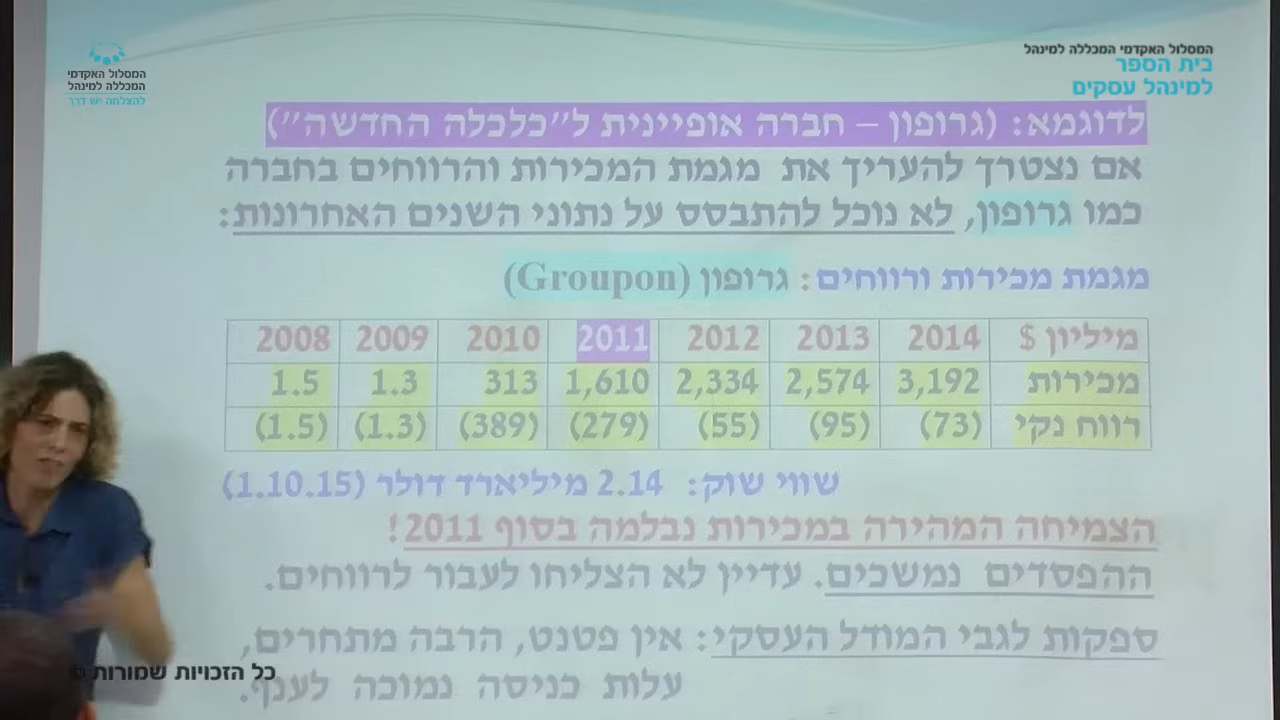 המסלול האקדמי המכללה למינהל
בית הספר
למינהל עסקים
המסלול האקדמי
המכללה למינהל
להצלחה יש דרך
לדוגמא: (גרופון – חברה אופיינית ל"כלכלה החדשה")
אם נצטרך להעריך את מגמת המכירות והרווחים בחברה
כמו גרופון, לא נוכל להתבסס על נתוני השנים האחרונות:
מגמת מכירות ורווחים: גרופון (Groupon)
מיליון $ 2014 2013 2012 2011 2010 2009 2008
מכירות 3,192 2,574 2,334 1,610 313 1.3 1.5
רווח נקי (73) (95) (55) (279) (389) (1.3) (1.5)
שווי שוק: 2.14 מיליארד דולר (1.10.15)
הצמיחה המהירה במכירות נבלמה בסוף 2011!
ההפסדים נמשכים. עדיין לא הצליחו לעבור לרווחים.
ספקות לגבי המודל העסקי: אין פטנט, הרבה מתחרים,
עלות כניסה נמוכה לענף.
כל הזכויות שמורות ©